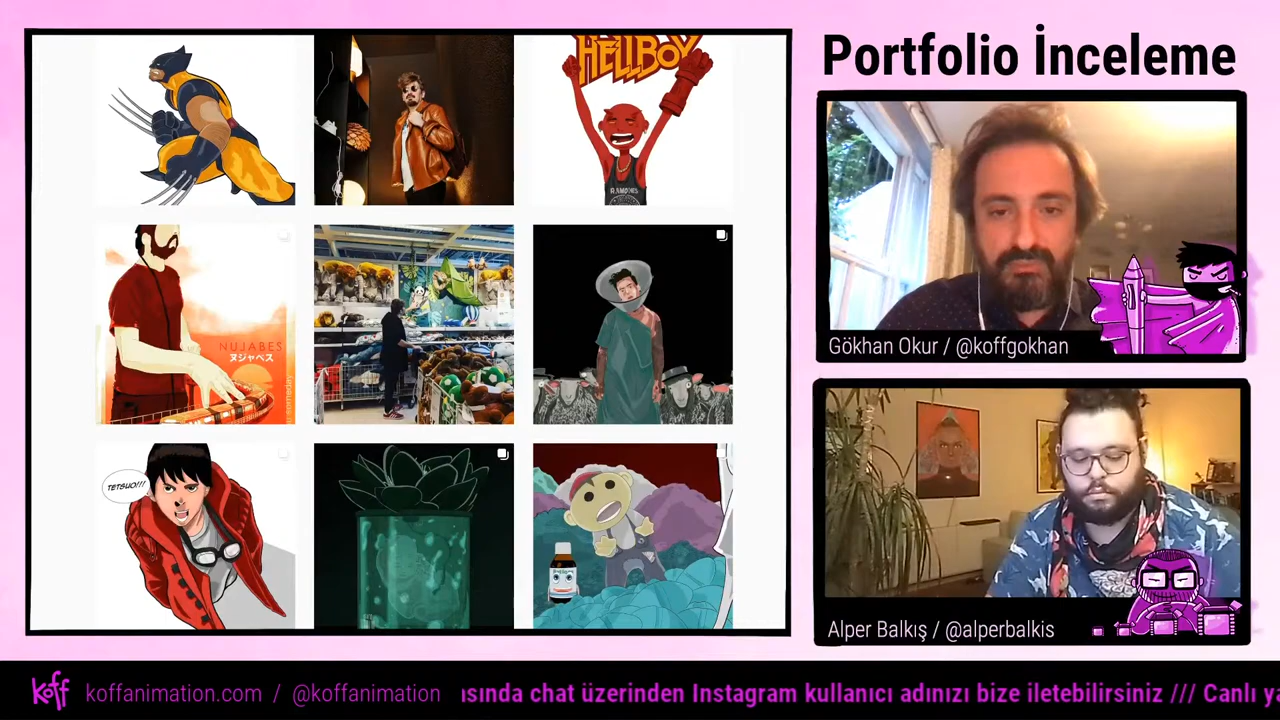 Portfolio İnceleme
HELLBOY
RAMONES
NUJABES
ヌジャベス
TETSUO!!!
Gökhan Okur / @koffgokhan
Alper Balkış / @alperbalkis
koff
koffanimation.com / @koffanimation
ısında chat üzerinden Instagram kullanıcı adınızı bize iletebilirsiniz /// Canlı ya